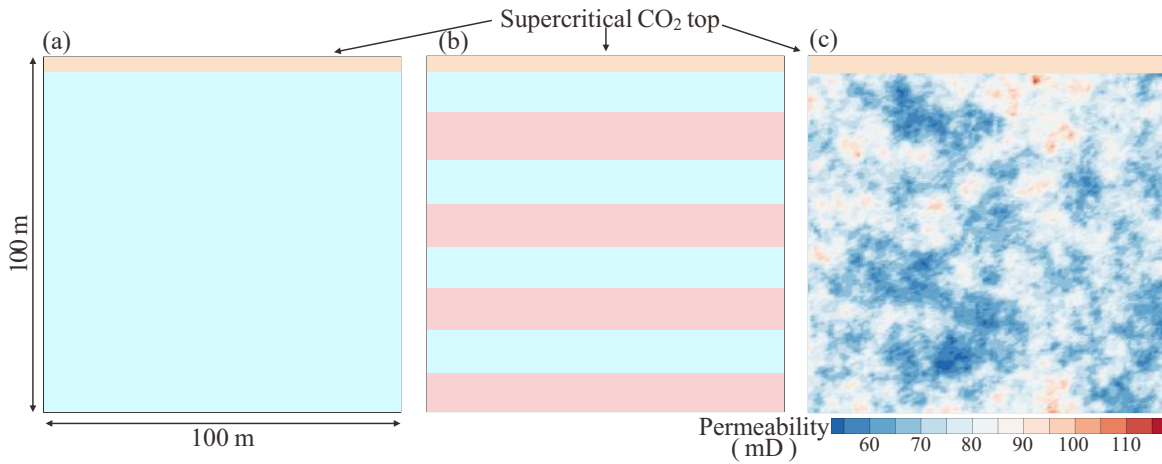 Supercritical CO₂ top
(a)
(b)
(c)
100 m
100 m
Permeability
( mD )
60 70 80 90 100 110